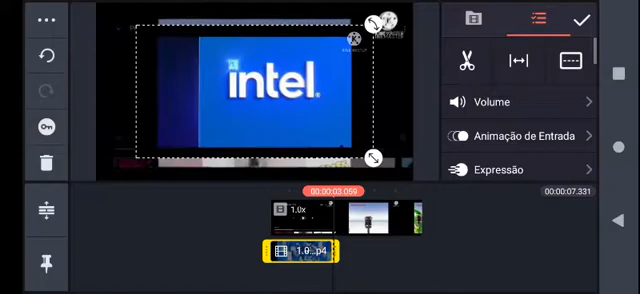 intel
Volume
Animação de Entrada
Expressão
00:00:03.059
00:00:07.331
1.0x
1.0...p4